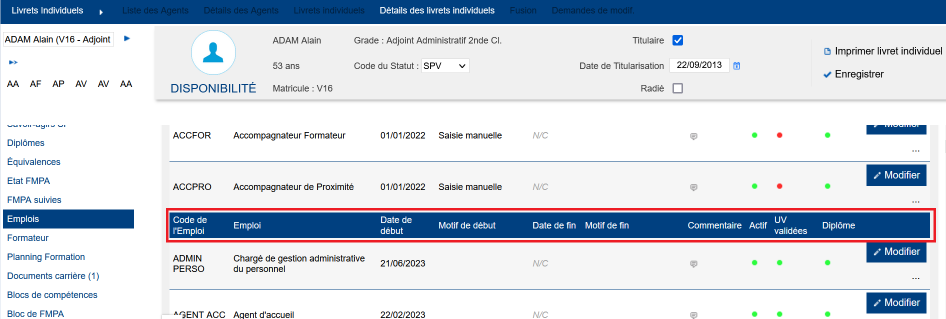 Livrets Individuels
Liste des Agents
Détails des Agents
Livrets individuels
Détails des livrets individuels
Fusion
Demandes de modif.
ADAM Alain (V16 - Adjoint
AA AF AP AV AV AA
DISPONIBILITÉ
ADAM Alain
53 ans
Matricule : V16
Grade : Adjoint Administratif 2nde Cl.
Code du Statut : SPV
Titulaire
Date de Titularisation 22/09/2013
Radié
Imprimer livret individuel
Enregistrer
Diplômes
Équivalences
Etat FMPA
FMPA suivies
Emplois
Formateur
Planning Formation
Documents carrière (1)
Blocs de compétences
Bloc de FMPA
ACCFOR Accompagnateur Formateur 01/01/2022 Saisie manuelle N/C Modifier
...
ACCPRO Accompagnateur de Proximité 01/01/2022 Saisie manuelle N/C Modifier
...
Code de l'Emploi Emploi Date de début Motif de début Date de fin Motif de fin Commentaire Actif UV validées Diplôme
ADMIN PERSO Chargé de gestion administrative du personnel 21/06/2023 N/C Modifier
...
AGENT ACC Agent d'accueil 22/02/2023 N/C Modifier